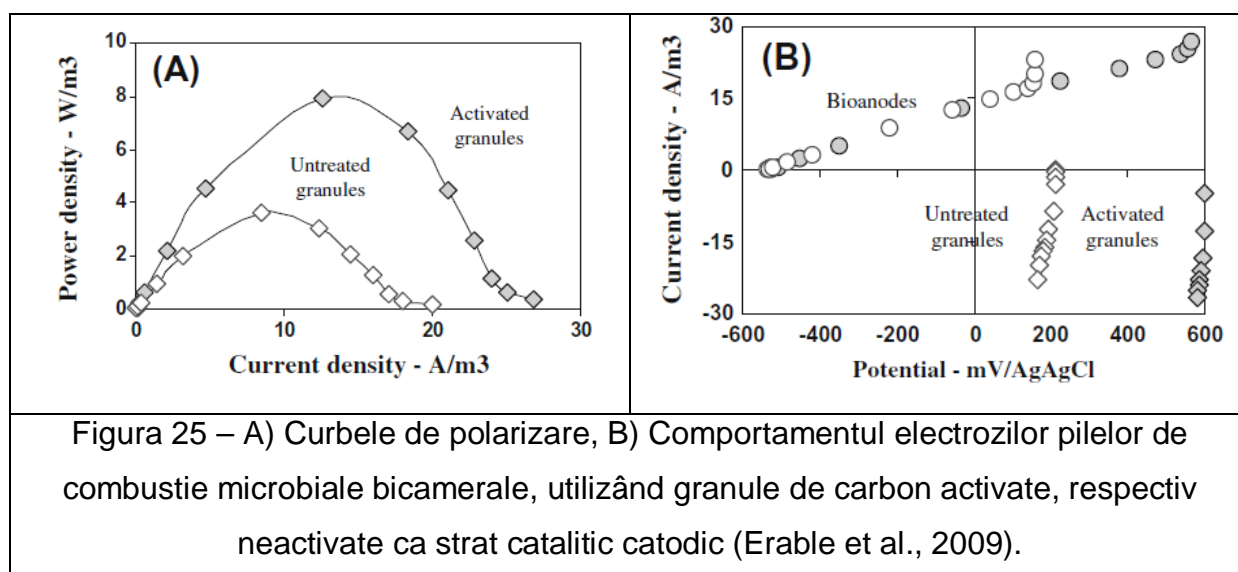 (A)
Power density - W/m3
10
8
6
4
2
0
Activated
granules
Untreated
granules
0
10
20
30
Current density - A/m3
(B)
Current density - A/m3
30
15
0
-15
-30
Bioanodes
Untreated
granules
Activated
granules
-600
-400
-200
0
200
400
600
Potential - mV/AgAgCl
Figura 25 – A) Curbele de polarizare, B) Comportamentul electrozilor pilelor de
combustie microbiale bicamerale, utilizând granule de carbon activate, respectiv
neactivate ca strat catalitic catodic (Erable et al., 2009).